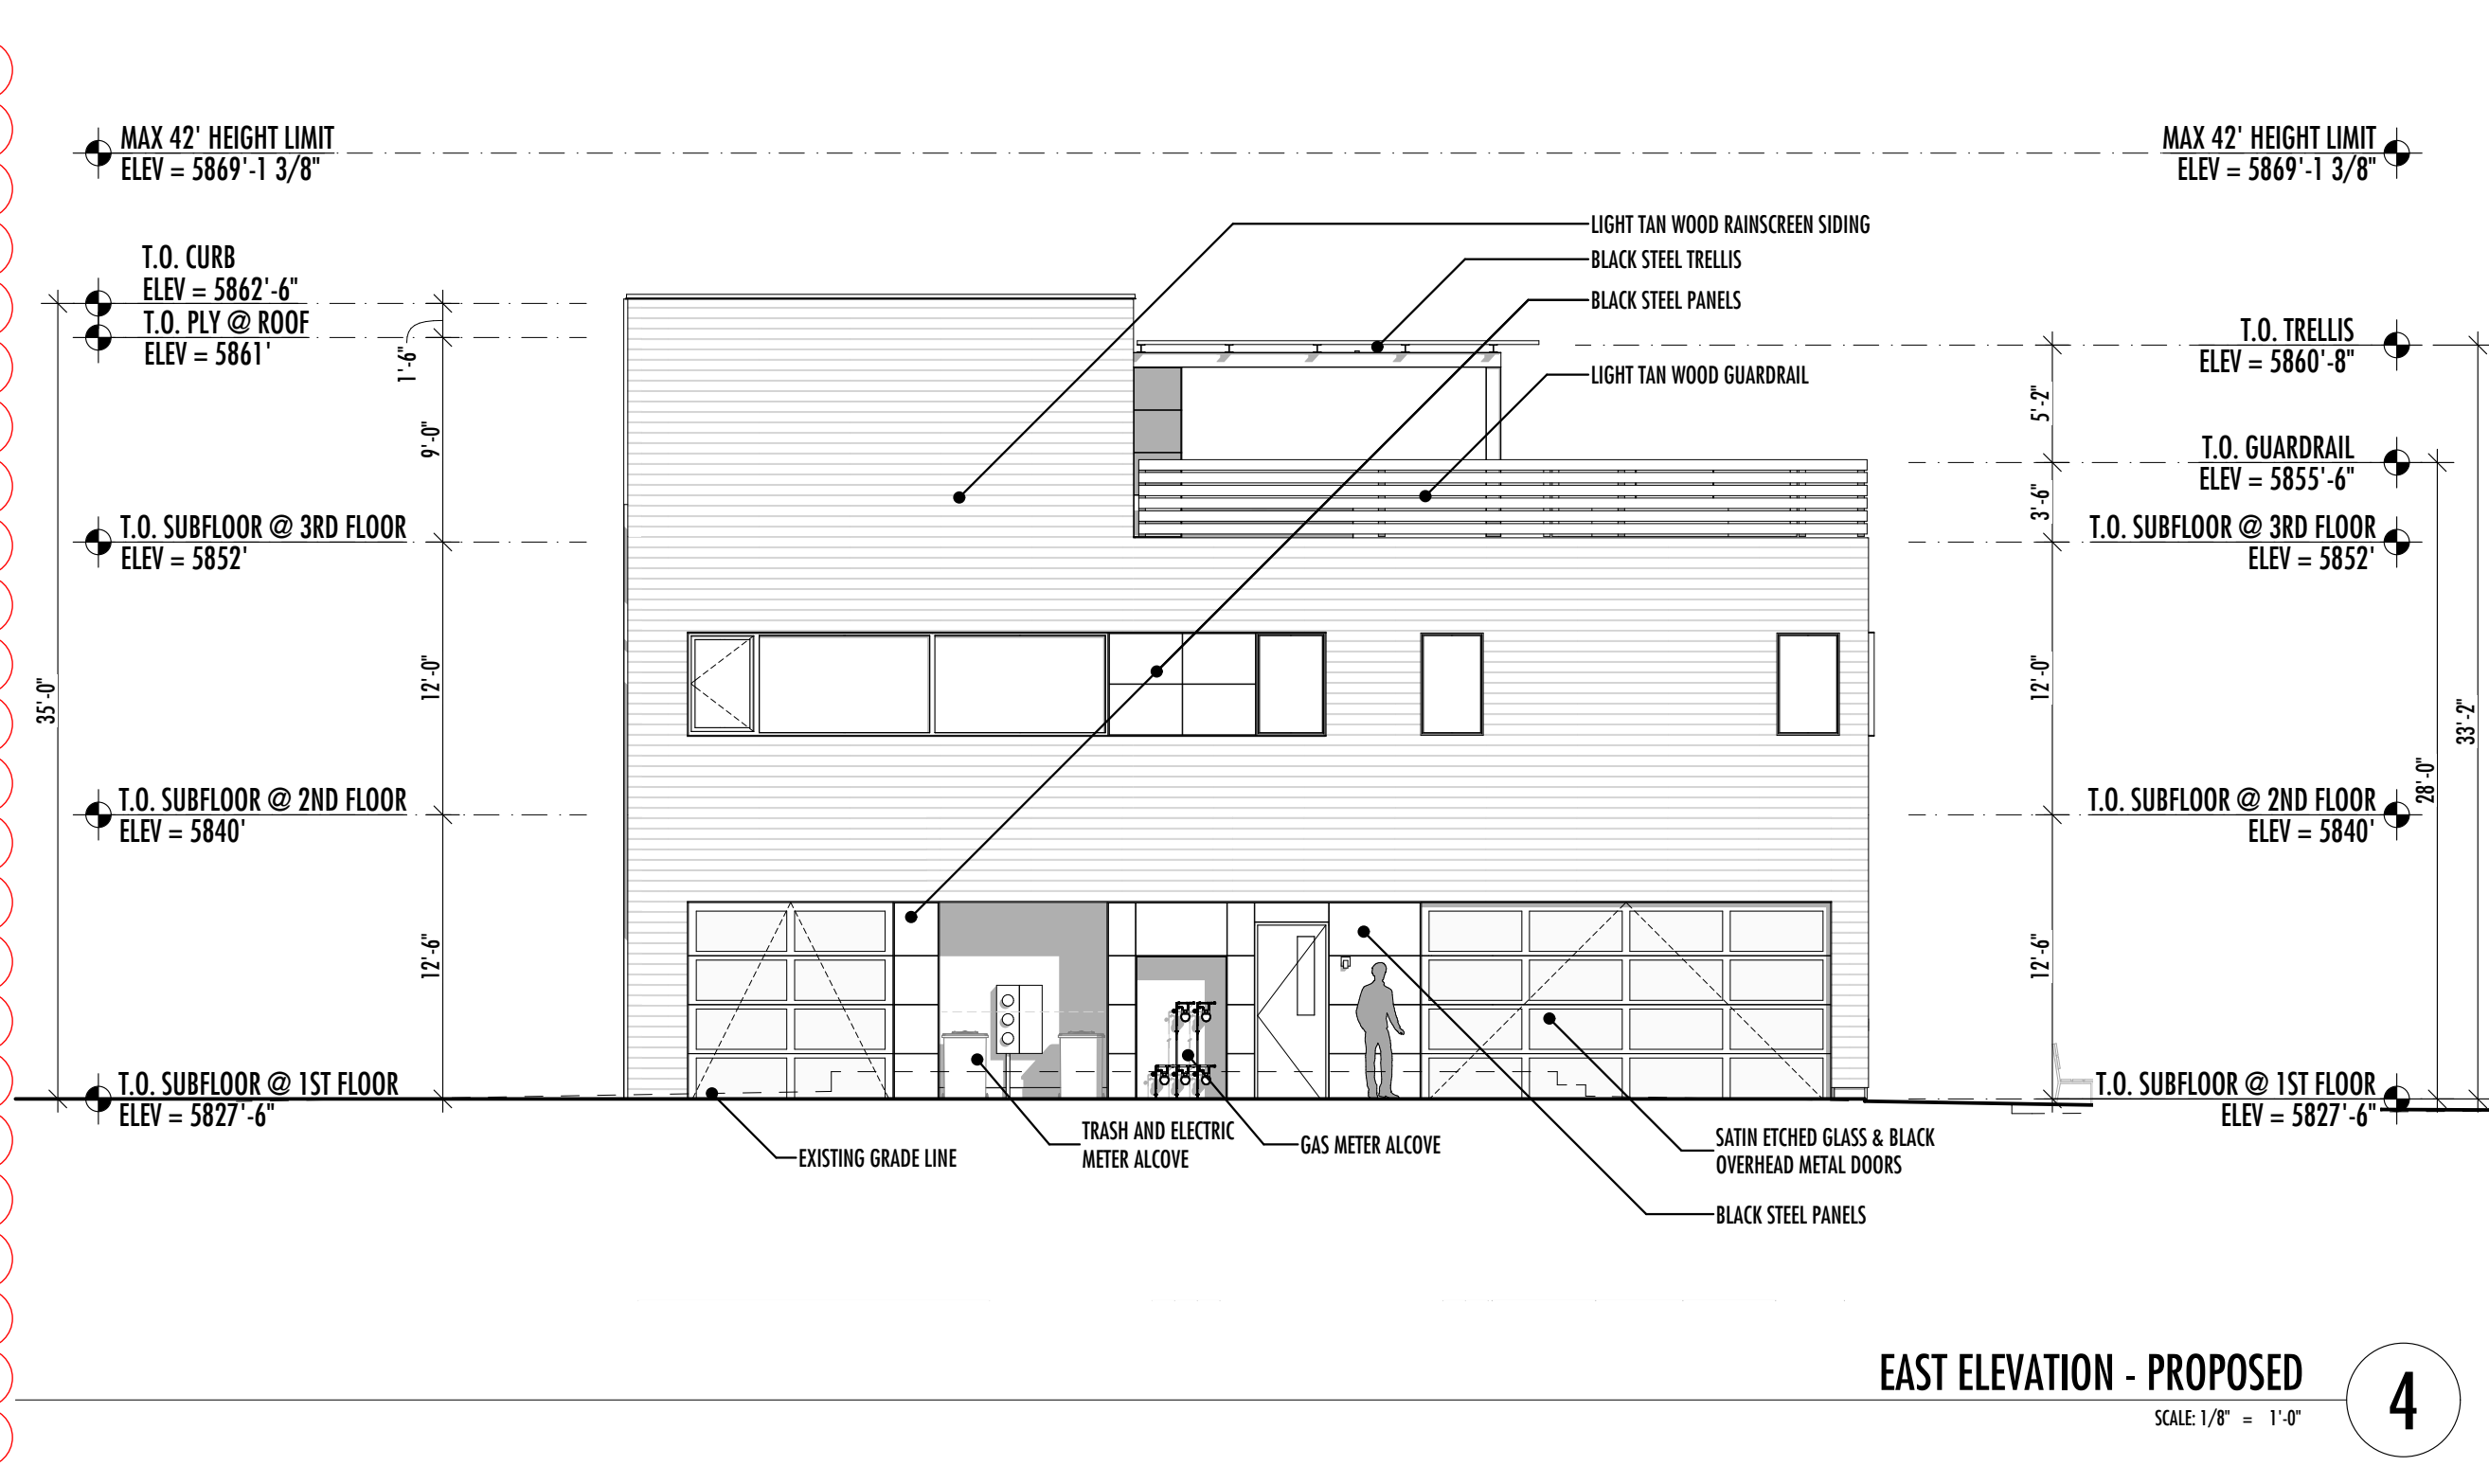 MAX 42' HEIGHT LIMIT
ELEV = 5869'-1 3/8"
MAX 42' HEIGHT LIMIT
ELEV = 5869'-1 3/8"
LIGHT TAN WOOD RAINSCREEN SIDING
BLACK STEEL TRELLIS
BLACK STEEL PANELS
LIGHT TAN WOOD GUARDRAIL
T.O. CURB
ELEV = 5862'-6"
T.O. PLY @ ROOF
ELEV = 5861'
1'-6"
9'-0"
T.O. SUBFLOOR @ 3RD FLOOR
ELEV = 5852'
12'-0"
35'-0"
T.O. SUBFLOOR @ 2ND FLOOR
ELEV = 5840'
12'-6"
T.O. SUBFLOOR @ 1ST FLOOR
ELEV = 5827'-6"
T.O. TRELLIS
ELEV = 5860'-8"
5'-2"
T.O. GUARDRAIL
ELEV = 5855'-6"
3'-6"
T.O. SUBFLOOR @ 3RD FLOOR
ELEV = 5852'
12'-0"
33'-2"
28'-0"
T.O. SUBFLOOR @ 2ND FLOOR
ELEV = 5840'
12'-6"
T.O. SUBFLOOR @ 1ST FLOOR
ELEV = 5827'-6"
EXISTING GRADE LINE
TRASH AND ELECTRIC
METER ALCOVE
GAS METER ALCOVE
SATIN ETCHED GLASS & BLACK
OVERHEAD METAL DOORS
BLACK STEEL PANELS
EAST ELEVATION - PROPOSED
SCALE: 1/8" = 1'-0"
4